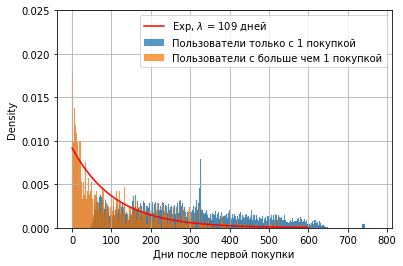 0.025
0.020
0.015
0.010
0.005
0.000
Density
Exp, λ = 109 дней
Пользователи только с 1 покупкой
Пользователи с больше чем 1 покупкой
0 100 200 300 400 500 600 700 800
Дни после первой покупки